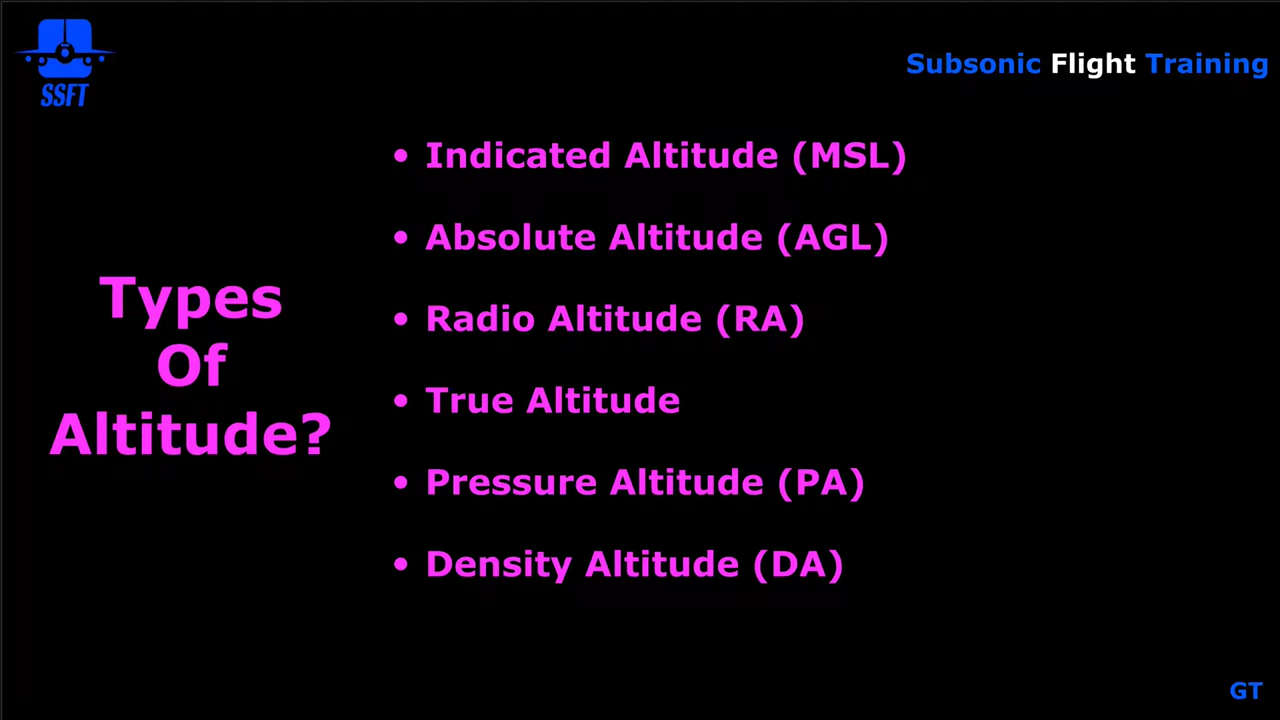 SSFT
Subsonic Flight Training
Types
Of
Altitude?
• Indicated Altitude (MSL)
• Absolute Altitude (AGL)
• Radio Altitude (RA)
• True Altitude
• Pressure Altitude (PA)
• Density Altitude (DA)
GT